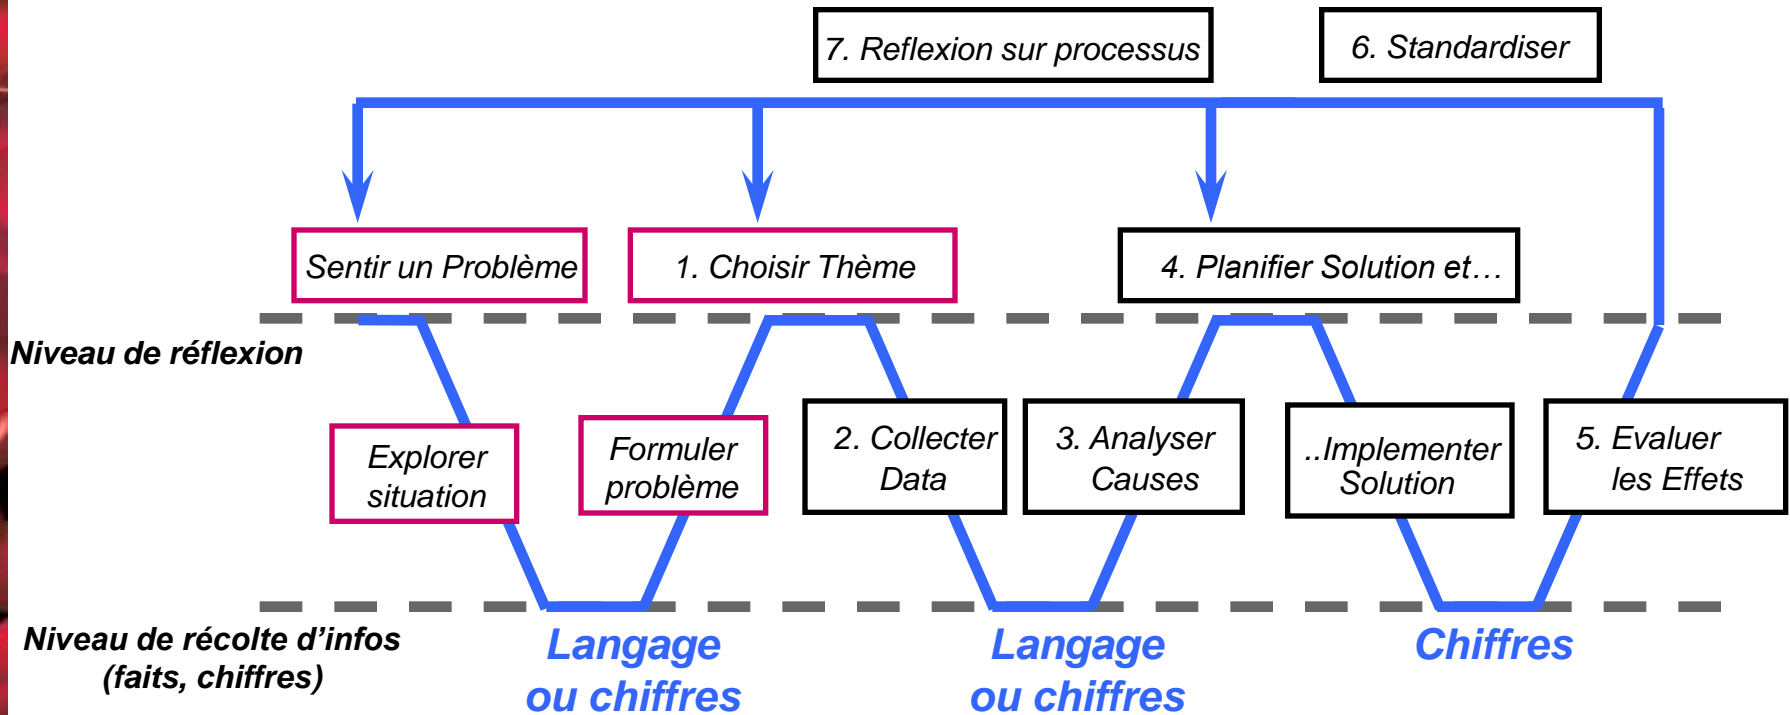 7. Reflexion sur processus
6. Standardiser
Sentir un Problème
1. Choisir Thème
4. Planifier Solution et…
Niveau de réflexion
Explorer
situation
Formuler
problème
2. Collecter
Data
3. Analyser
Causes
..Implementer
Solution
5. Evaluer
les Effets
Niveau de récolte d’infos
(faits, chiffres)
Langage
ou chiffres
Langage
ou chiffres
Chiffres